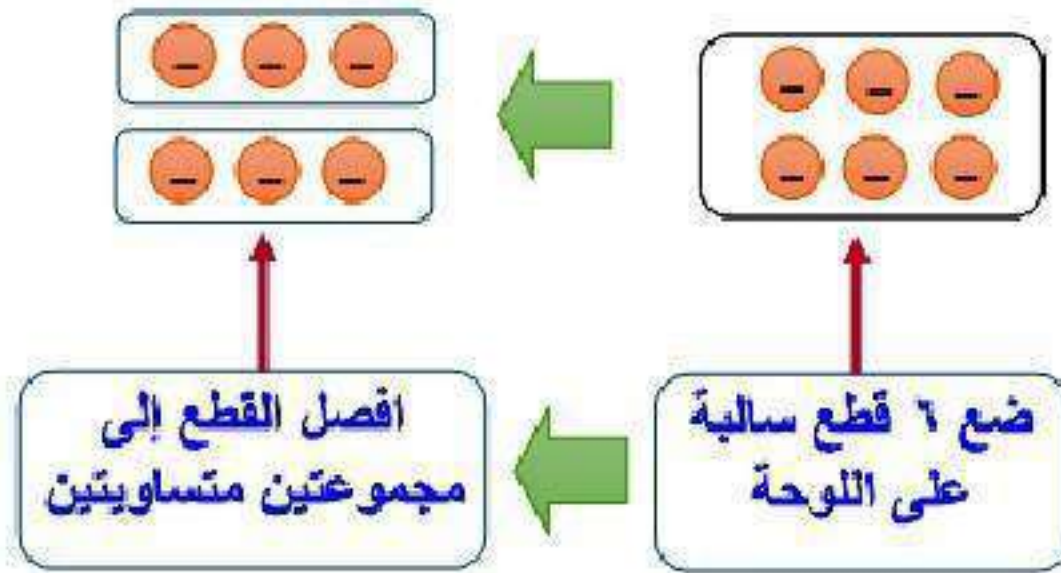 ضع ٦ قطع سالبة
على اللوحة
افصل القطع إلى
مجموعتين متساويتين